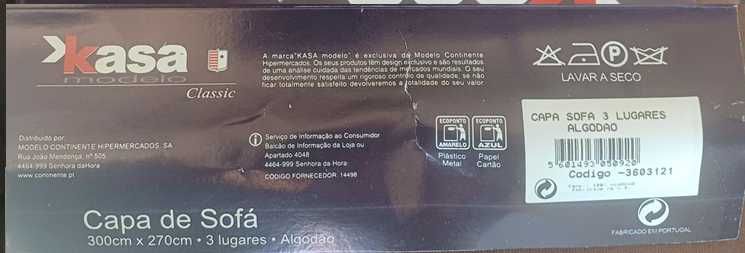 kasa
modelo
Classic
A marca "KASA modelo" é exclusiva da Modelo Continente
Hipermercados. Os seus produtos têm design exclusivo e são resultados
de uma análise cuidada das tendências de mercados mundiais. O seu
desenvolvimento respeita um rigoroso controlo de qualidade, se não
ficar totalmente satisfeito devolveremos a totalidade do seu valor
P
LAVAR A SECO
CAPA SOFA 3 LUGARES
ALGODAO
5 601493 050920
Codigo -3603121
FABRICADO EM PORTUGAL
Distribuido por:
MODELO CONTINENTE HIPERMERCADOS, SA
Rua João Mendonça, nº 505
4464-999 Senhora da Hora
www.continente.pt
i
Serviço de Informação ao Consumidor
Balcão de Informação da Loja ou
Apartado 4048
4464-999 Senhora da Hora
CODIGO FORNECEDOR: 14498
ECOPONTO
AMARELO
Plástico
Metal
ECOPONTO
AZUL
Papel
Cartão
Capa de Sofá
300cm x 270cm • 3 lugares • Algodão